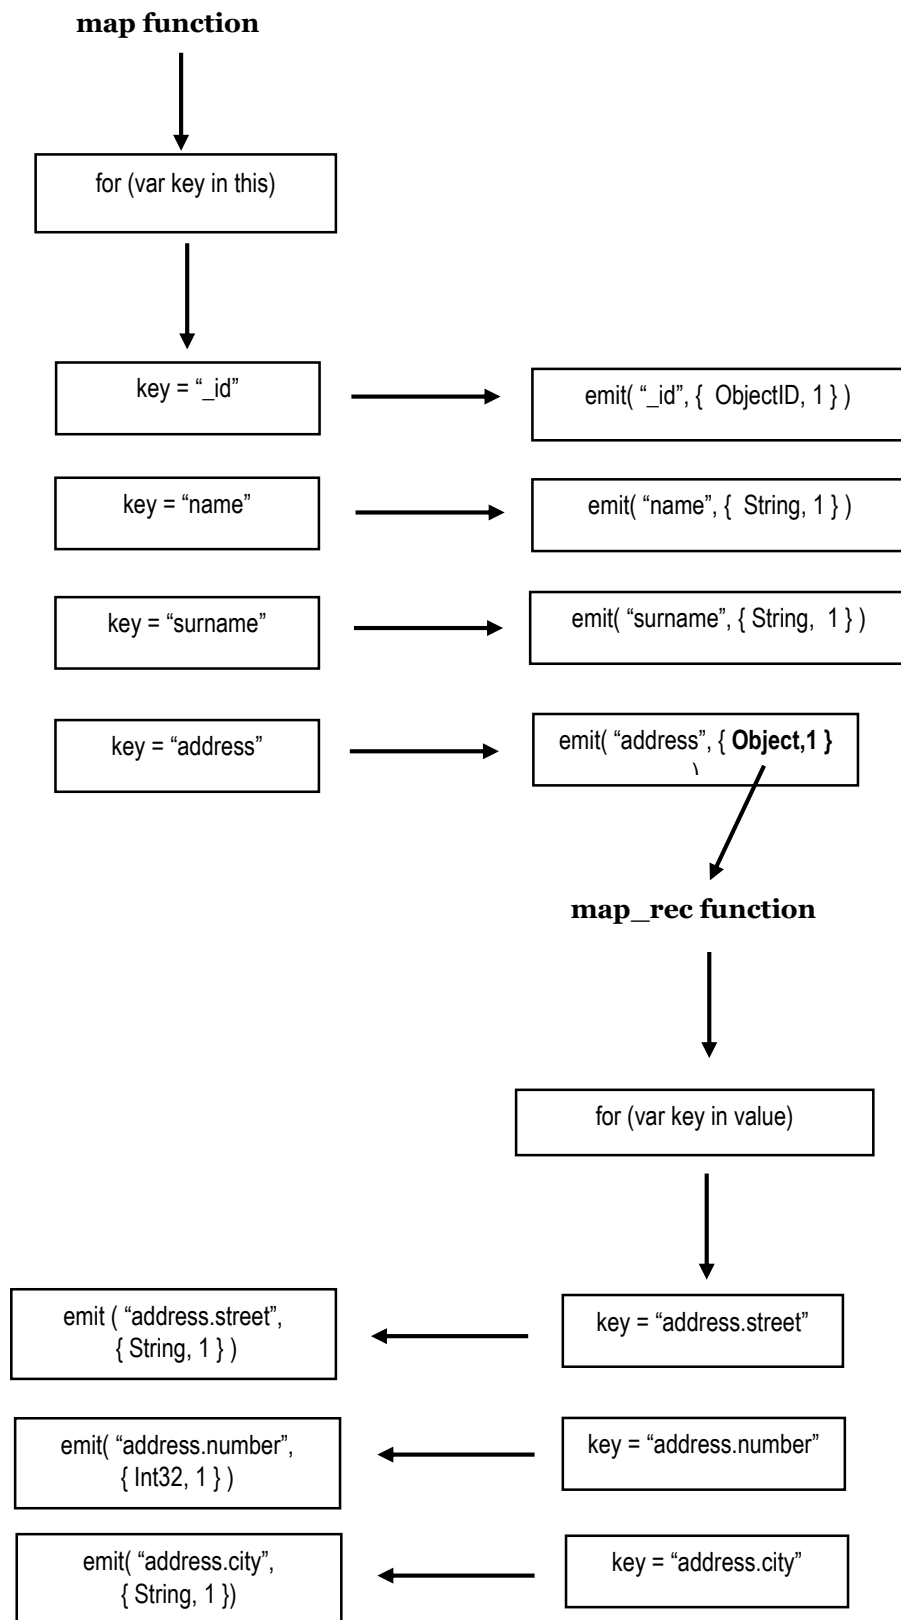 map function
for (var key in this)
key = “_id”
emit( “_id”, {  ObjectID, 1 } )
key = “name”
emit( “name”, {  String, 1 } )
key = “surname”
emit( “surname”, { String,  1 } )
key = “address”
emit( “address”, { Object,1 }
)
map_rec function
for (var key in value)
key = “address.street”
emit ( “address.street”,
{ String, 1 } )
key = “address.number”
emit( “address.number”,
{ Int32, 1 } )
key = “address.city”
emit( “address.city”,
{ String, 1 })